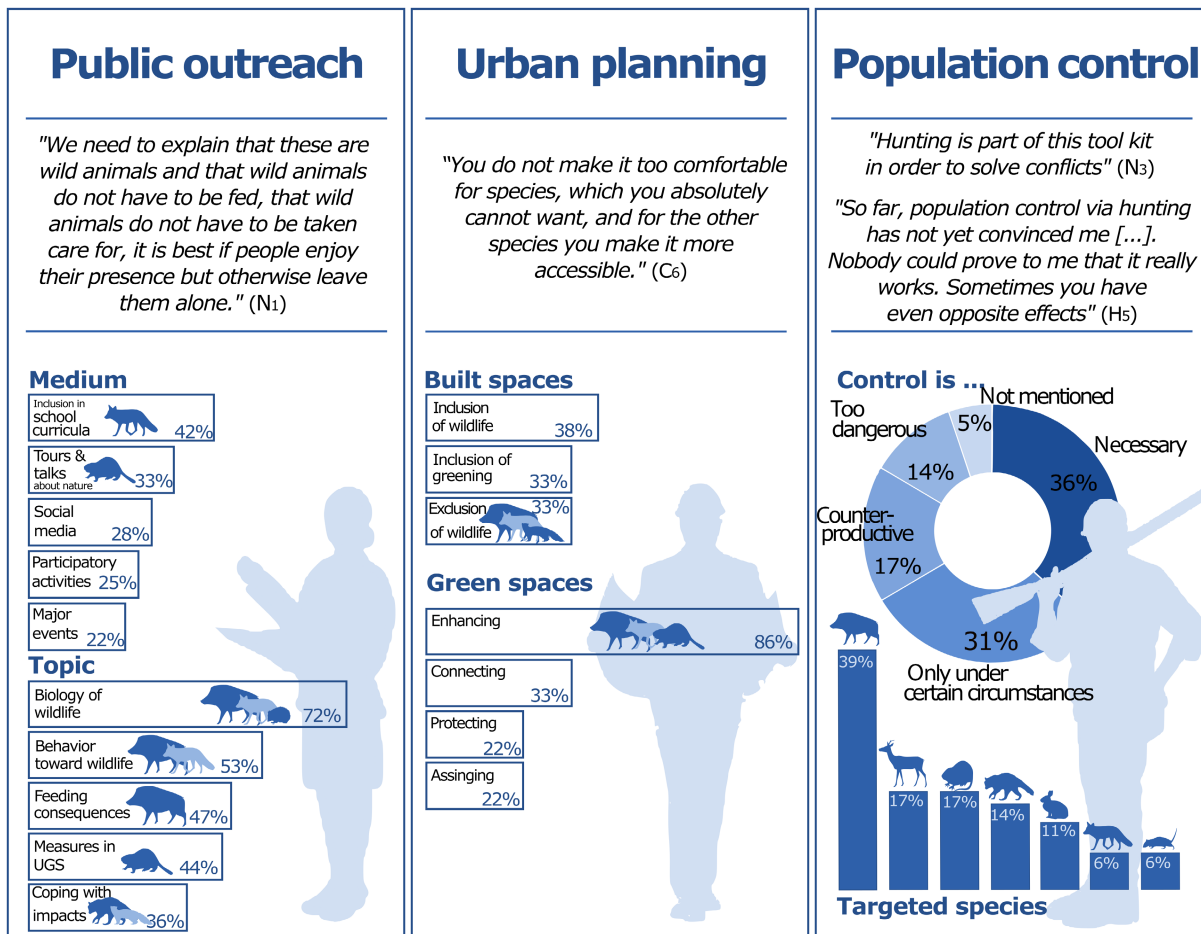 Public outreach
"We need to explain that these are
wild animals and that wild animals
do not have to be fed, that wild
animals do not have to be taken
care for, it is best if people enjoy
their presence but otherwise leave
them alone." (N1)
Medium
Inclusion in
school
curricula
42%
Tours &
talks
about nature
33%
Social
media
28%
Participatory
activities
25%
Major
events
22%
Topic
Biology of
wildlife
72%
Behavior
toward wildlife
53%
Feeding
consequences
47%
Measures in
UGS
44%
Coping with
impacts
36%
Urban planning
“You do not make it too comfortable
for species, which you absolutely
cannot want, and for the other
species you make it more
accessible." (C6)
Built spaces
Inclusion
of wildlife
38%
Inclusion of
greening
33%
Exclusion
of wildlife
33%
Green spaces
Enhancing
86%
Connecting
33%
Protecting
22%
Assinging
22%
Population control
"Hunting is part of this tool kit
in order to solve conflicts" (N3)
"So far, population control via hunting
has not yet convinced me [...].
Nobody could prove to me that it really
works. Sometimes you have
even opposite effects" (H5)
Control is ...
Not mentioned
5%
Too
dangerous
14%
Necessary
36%
Counter-
productive
17%
31%
Only under
certain circumstances
39%
17%
17%
14%
11%
6%
6%
Targeted species